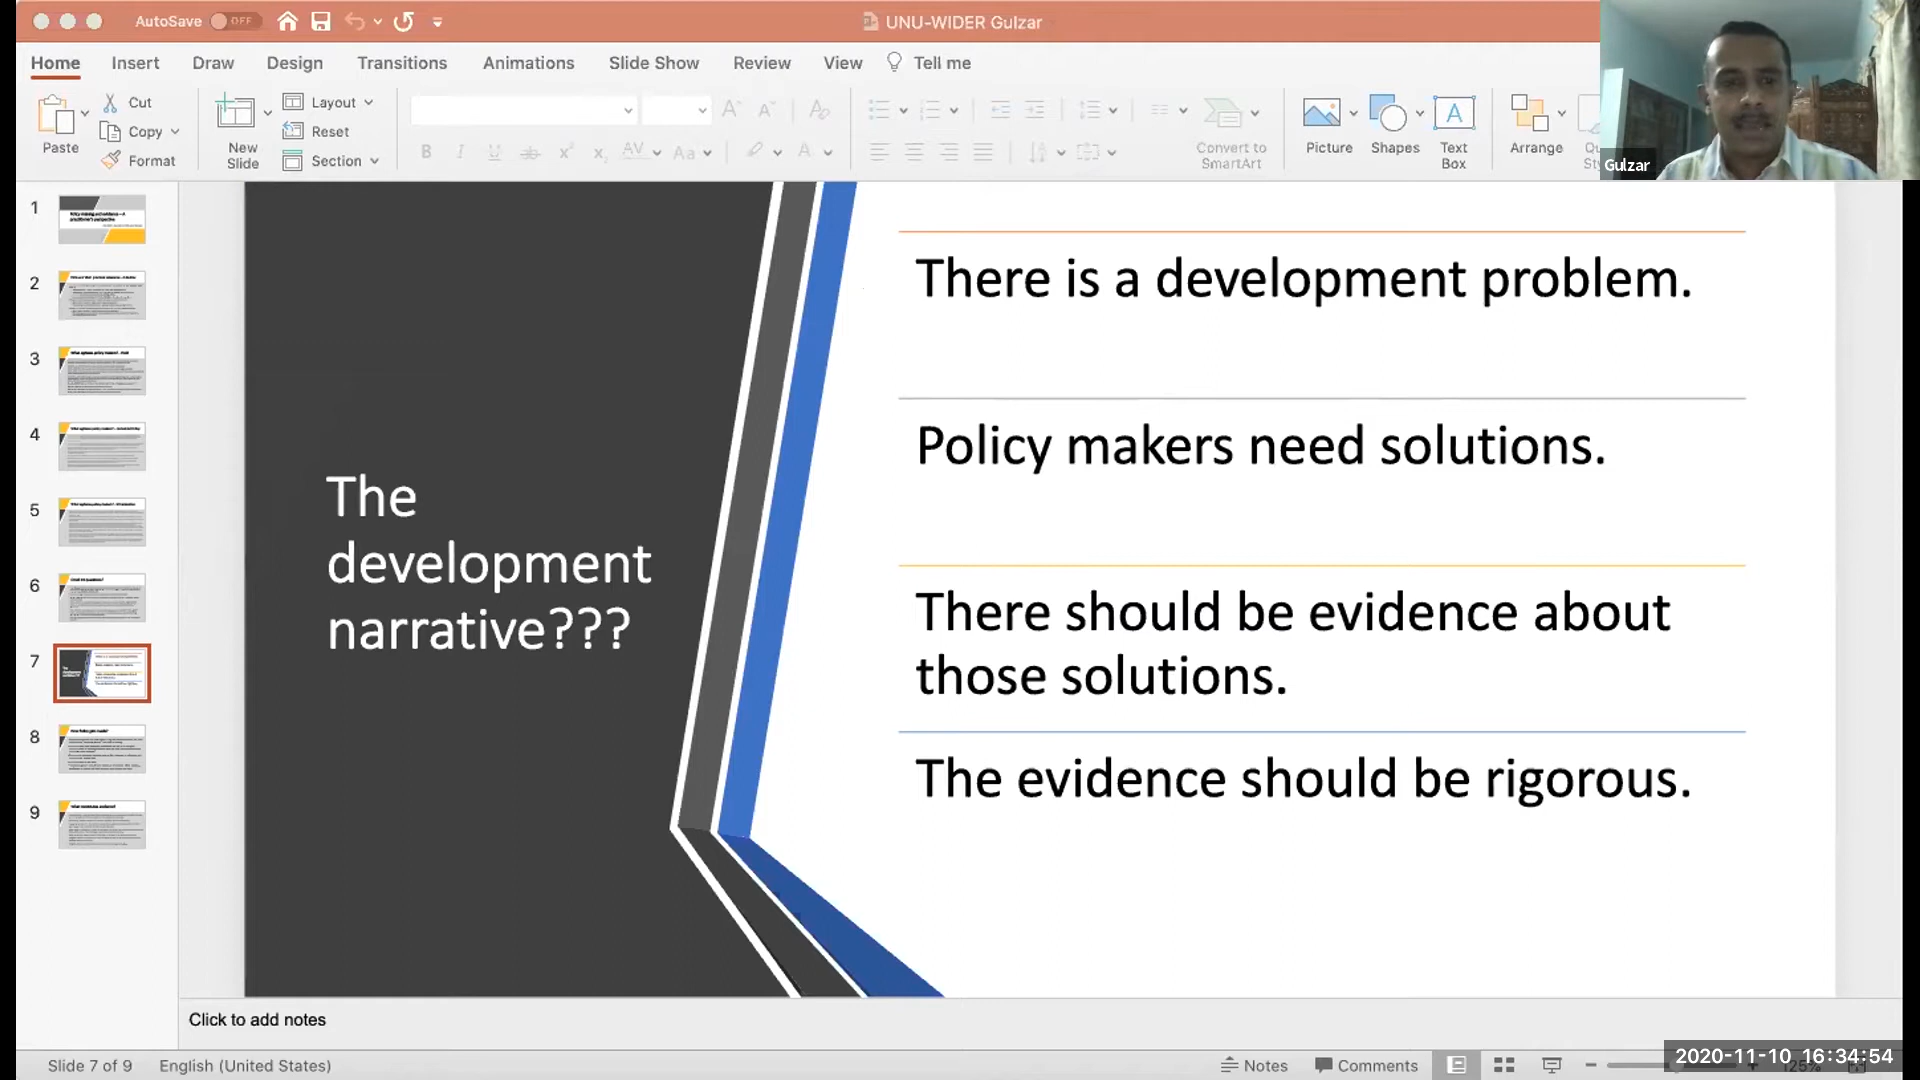 AutoSave OFF
UNU-WIDER Gulzar
Home Insert Draw Design Transitions Animations Slide Show Review View Tell me
Paste
Cut
Copy
Format
New
Slide
Layout
Reset
Section
Convert to
SmartArt
Picture
Shapes
Text
Box
Arrange
Gulzar
1
2
3
4
5
6
7
8
9
The
development
narrative???
There is a development problem.
Policy makers need solutions.
There should be evidence about
those solutions.
The evidence should be rigorous.
Click to add notes
Slide 7 of 9 English (United States)
Notes Comments
2020-11-10 16:34:54